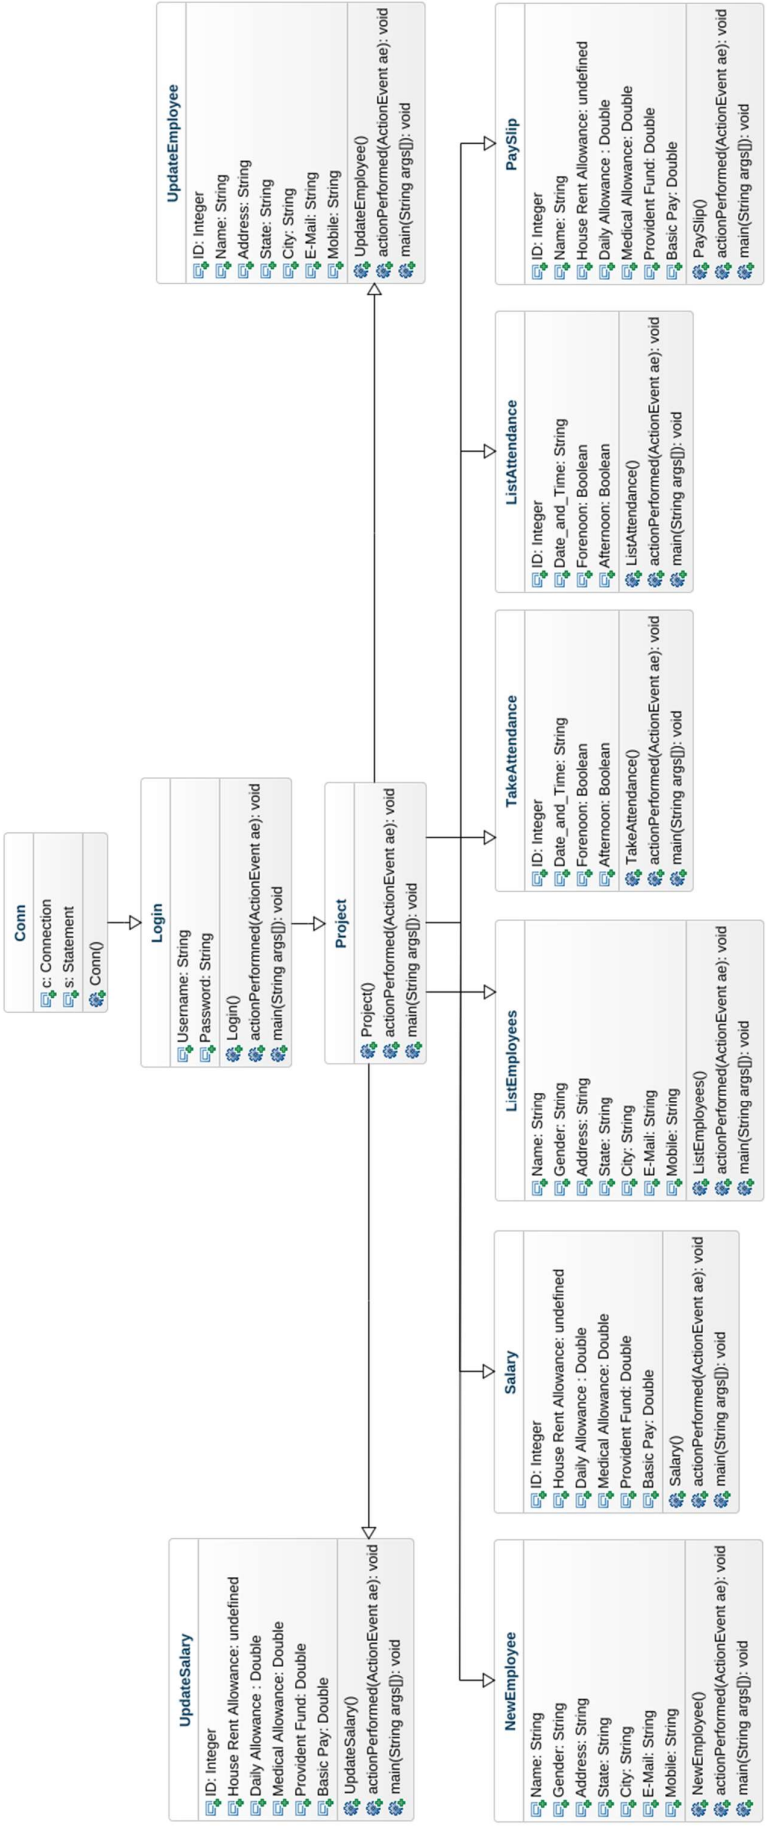 Conn
c: Connection
s: Statement
Conn()
Login
Username: String
Password: String
Login()
actionPerformned(ActionEvent ae): void
main(String args[]): void
Project
Project()
actionPerformed(ActionEvent ae): void
main(String args[]): void
UpdateSalary
ID: Integer
House Rent Allowance: undefined
Daily Allowance : Double
Medical Allowance: Double
Provident Fund: Double
Basic Pay: Double
UpdateSalary()
actionPerformed(ActionEvent ae): void
main(String args[]): void
UpdateEmployee
ID: Integer
Name: String
Address: String
State: String
City: String
E-Mail: String
Mobile: String
UpdateEmployee()
actionPerformed(ActionEvent ae): void
main(String args[]): void
NewEmployee
Name: String
Gender: String
Address: String
State: String
City: String
E-Mail: String
Mobile: String
NewEmployee()
actionPerformed(ActionEvent ae): void
main(String args[]): void
Salary
ID: Integer
House Rent Allowance: undefined
Daily Allowance : Double
Medical Allowance: Double
Provident Fund: Double
Basic Pay: Double
Salary()
actionPerformed(ActionEvent ae): void
main(String args[]): void
ListEmployees
Name: String
Gender: String
Address: String
State: String
City: String
E-Mail: String
Mobile: String
ListEmployees()
actionPerformed(ActionEvent ae): void
main(String args[]): void
TakeAttendance
ID: Integer
Date_and_Time: String
Forenoon: Boolean
Afternoon: Boolean
TakeAttendance()
actionPerformed(ActionEvent ae): void
main(String args[]): void
ListAttendance
ID: Integer
Date_and_Time: String
Forenoon: Boolean
Afternoon: Boolean
ListAttendance()
actionPerformed(ActionEvent ae): void
main(String args[]): void
PaySlip
ID: Integer
Name: String
House Rent Allowance: undefined
Daily Allowance : Double
Medical Allowance: Double
Provident Fund: Double
Basic Pay: Double
PaySlip()
actionPerformed(ActionEvent ae): void
main(String args[]): void